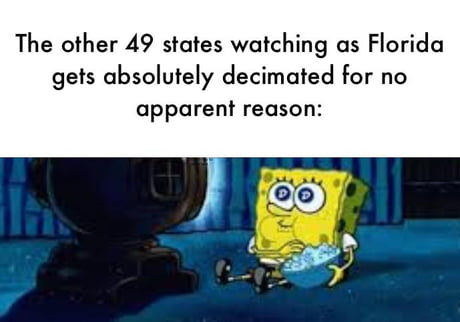 The other 49 states watching as Florida
gets absolutely decimated for no
apparent reason: